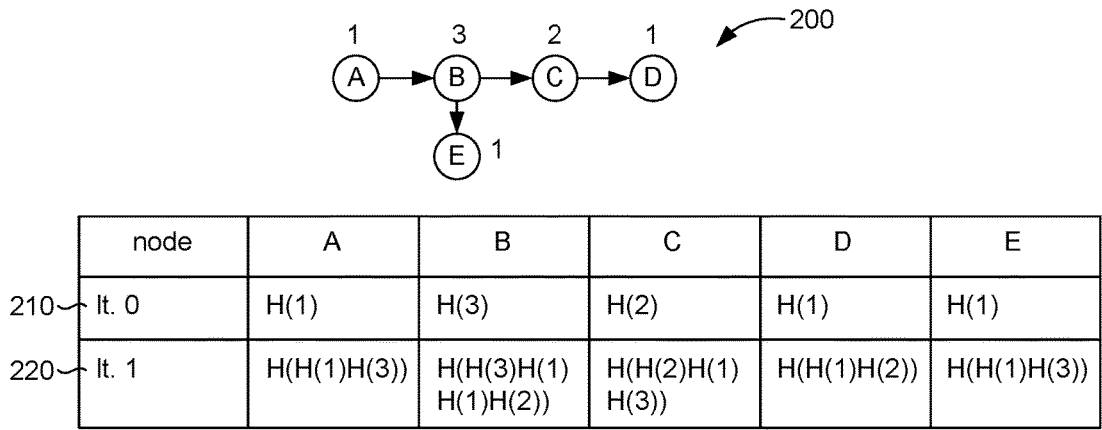 200
1 3 2 1
A B C D
E 1
node A B C D E
210 It. 0 H(1) H(3) H(2) H(1) H(1)
220 It. 1 H(H(1)H(3)) H(H(3)H(1) H(H(2)H(1) H(H(1)H(2)) H(H(1)H(3))
H(1)H(2)) H(3))